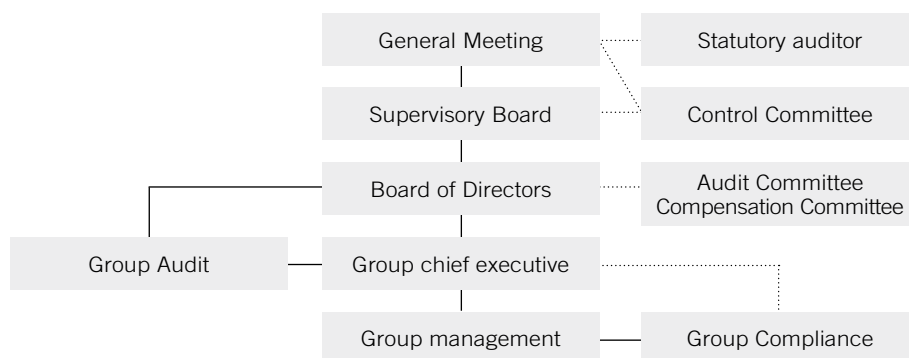 General Meeting
Statutory auditor
Supervisory Board
Control Committee
Board of Directors
Audit Committee
Compensation Committee
Group Audit
Group chief executive
Group management
Group Compliance